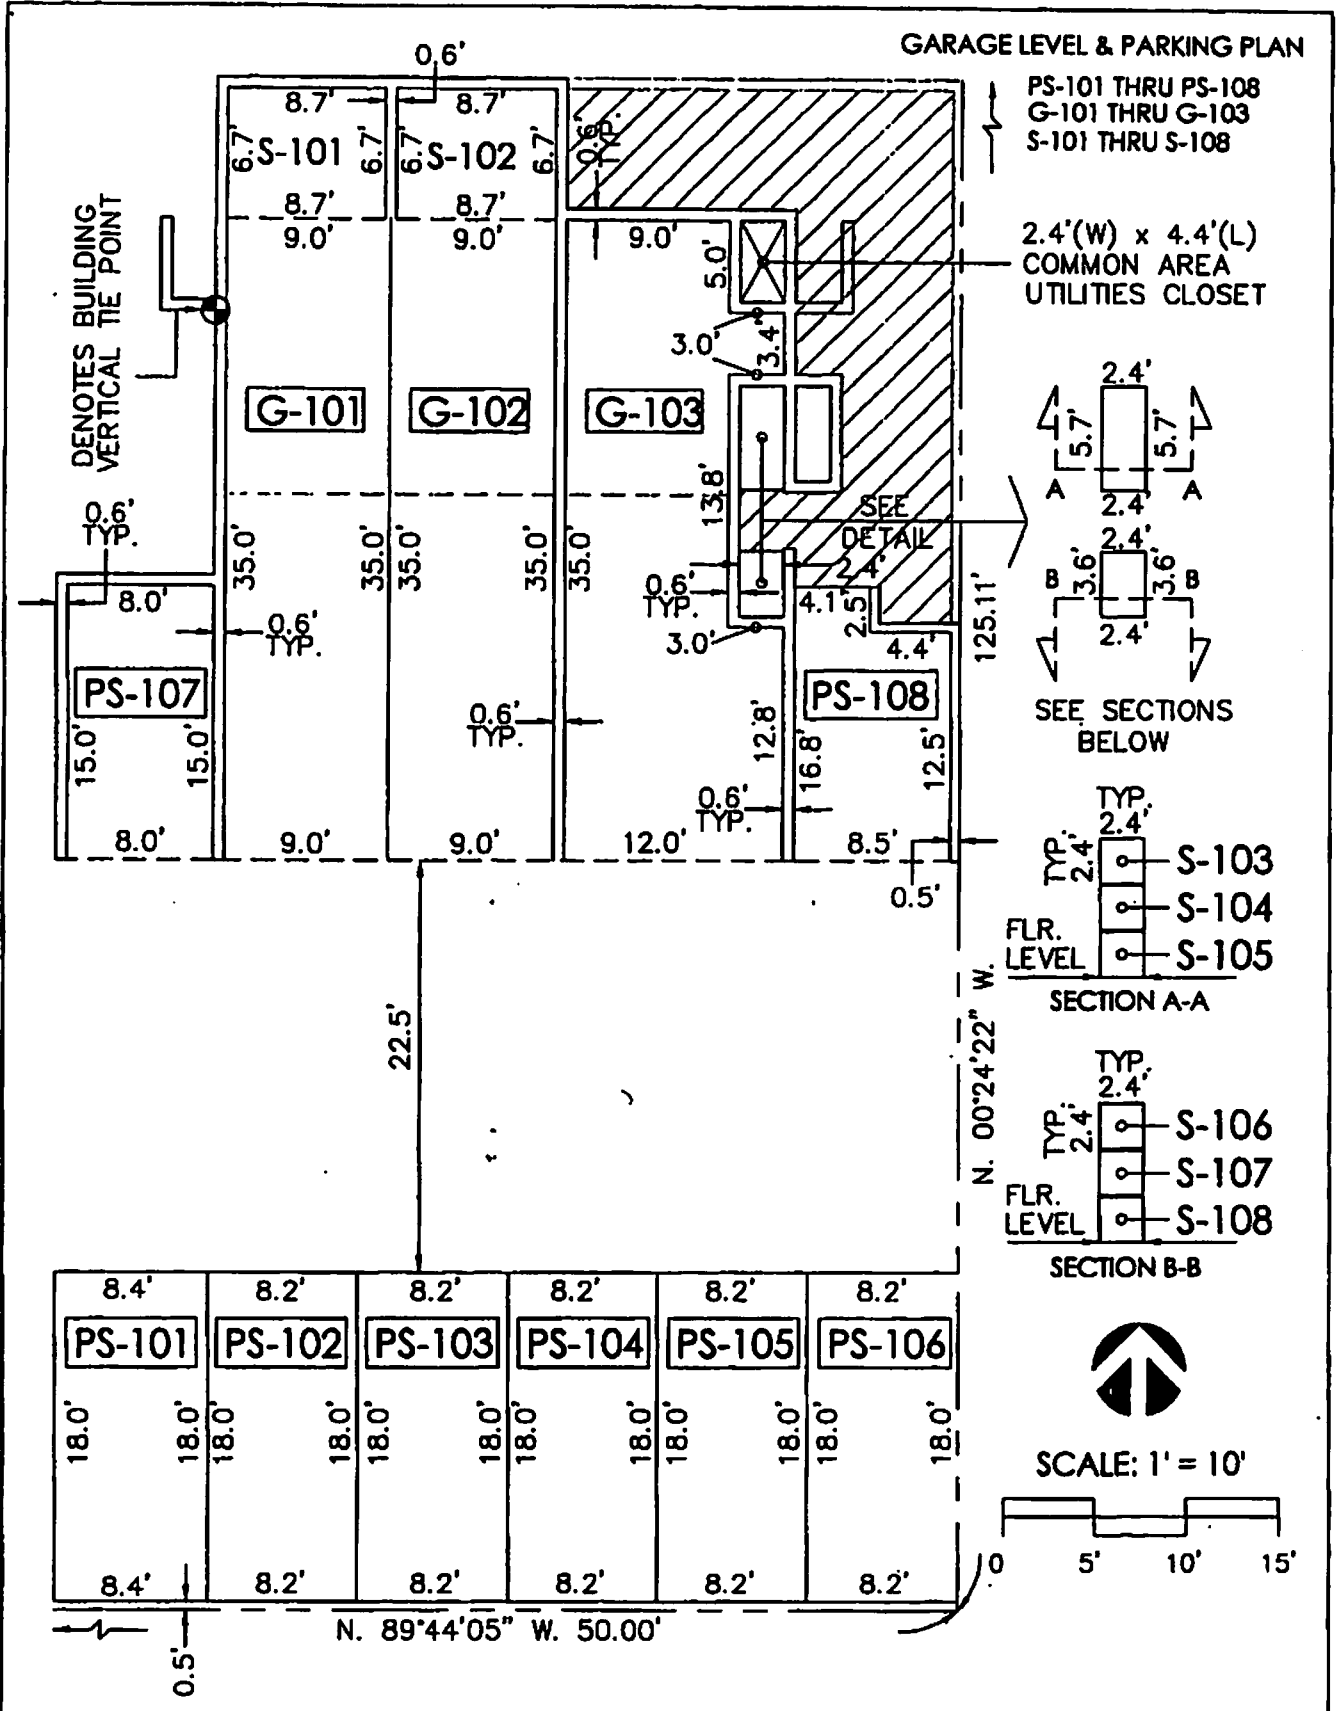 GARAGE LEVEL & PARKING PLAN
PS-101 THRU PS-108
G-101 THRU G-103
S-101 THRU S-108
0.6'
8.7'
8.7'
6.7'
S-101
6.7'
6.7'
S-102
6.7'
0.6'
TYP.
8.7'
8.7'
9.0'
9.0'
9.0'
5.0'
2.4'(W) x 4.4'(L)
COMMON AREA
UTILITIES CLOSET
DENOTES BUILDING
VERTICAL TIE POINT
3.0'
3.4'
G-101
G-102
G-103
2.4'
5.7'
5.7'
A
A
2.4'
13.8'
SEE
DETAIL
0.6'
TYP.
35.0'
35.0'
35.0'
35.0'
35.0'
2.4'
2.4'
B
3.6'
3.6'
B
2.4'
8.0'
0.6'
TYP.
0.6'
TYP.
4.1'
2.5'
4.4'
3.0'
125.11'
PS-107
PS-108
SEE SECTIONS
BELOW
15.0'
15.0'
0.6'
TYP.
12.8'
16.8'
12.5'
0.6'
TYP.
8.0'
9.0'
9.0'
12.0'
8.5'
0.5'
TYP.
2.4'
TYP.
2.4'
S-103
S-104
S-105
FLR.
LEVEL
SECTION A-A
22.5'
N. 00°24'22" W.
TYP.
2.4'
TYP.
2.4'
S-106
S-107
S-108
FLR.
LEVEL
SECTION B-B
8.4'
8.2'
8.2'
8.2'
8.2'
8.2'
PS-101
PS-102
PS-103
PS-104
PS-105
PS-106
18.0'
18.0'
18.0'
18.0'
18.0'
18.0'
18.0'
18.0'
18.0'
18.0'
18.0'
18.0'
SCALE: 1' = 10'
0
5'
10'
15'
8.4'
8.2'
8.2'
8.2'
8.2'
8.2'
N. 89°44'05" W. 50.00'
0.5'